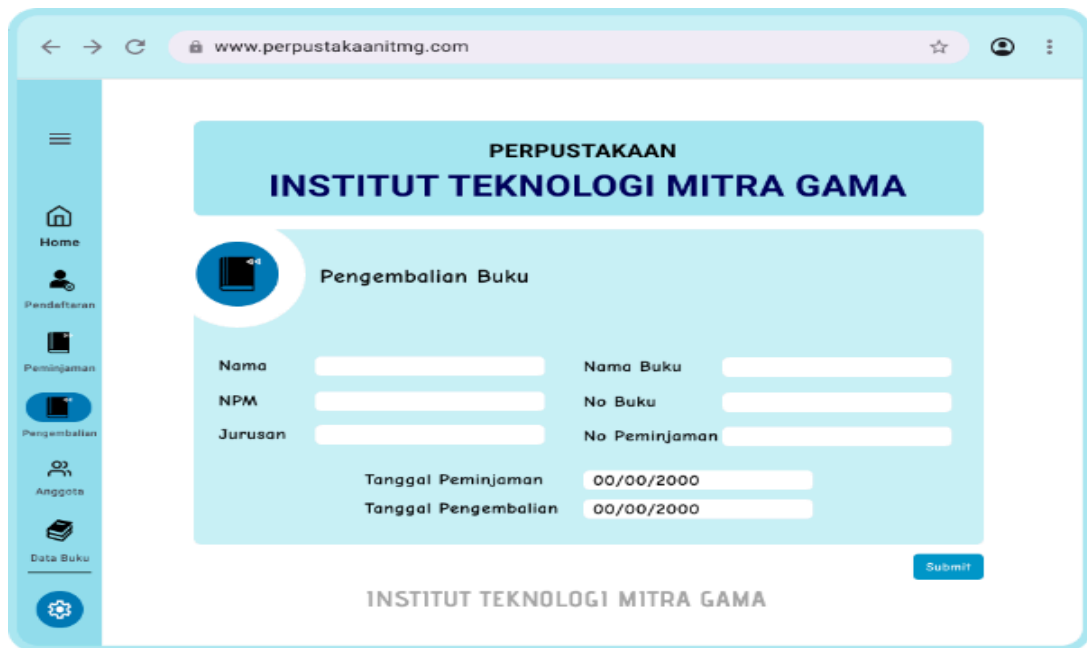 www.perpustakaanitmg.com
PERPUSTAKAAN
INSTITUT TEKNOLOGI MITRA GAMA
Home
Pendaftaran
Peminjaman
Pengembalian
Anggota
Data Buku
Pengembalian Buku
Nama
Nama Buku
NPM
No Buku
Jurusan
No Peminjaman
Tanggal Peminjaman 00/00/2000
Tanggal Pengembalian 00/00/2000
Submit
INSTITUT TEKNOLOGI MITRA GAMA